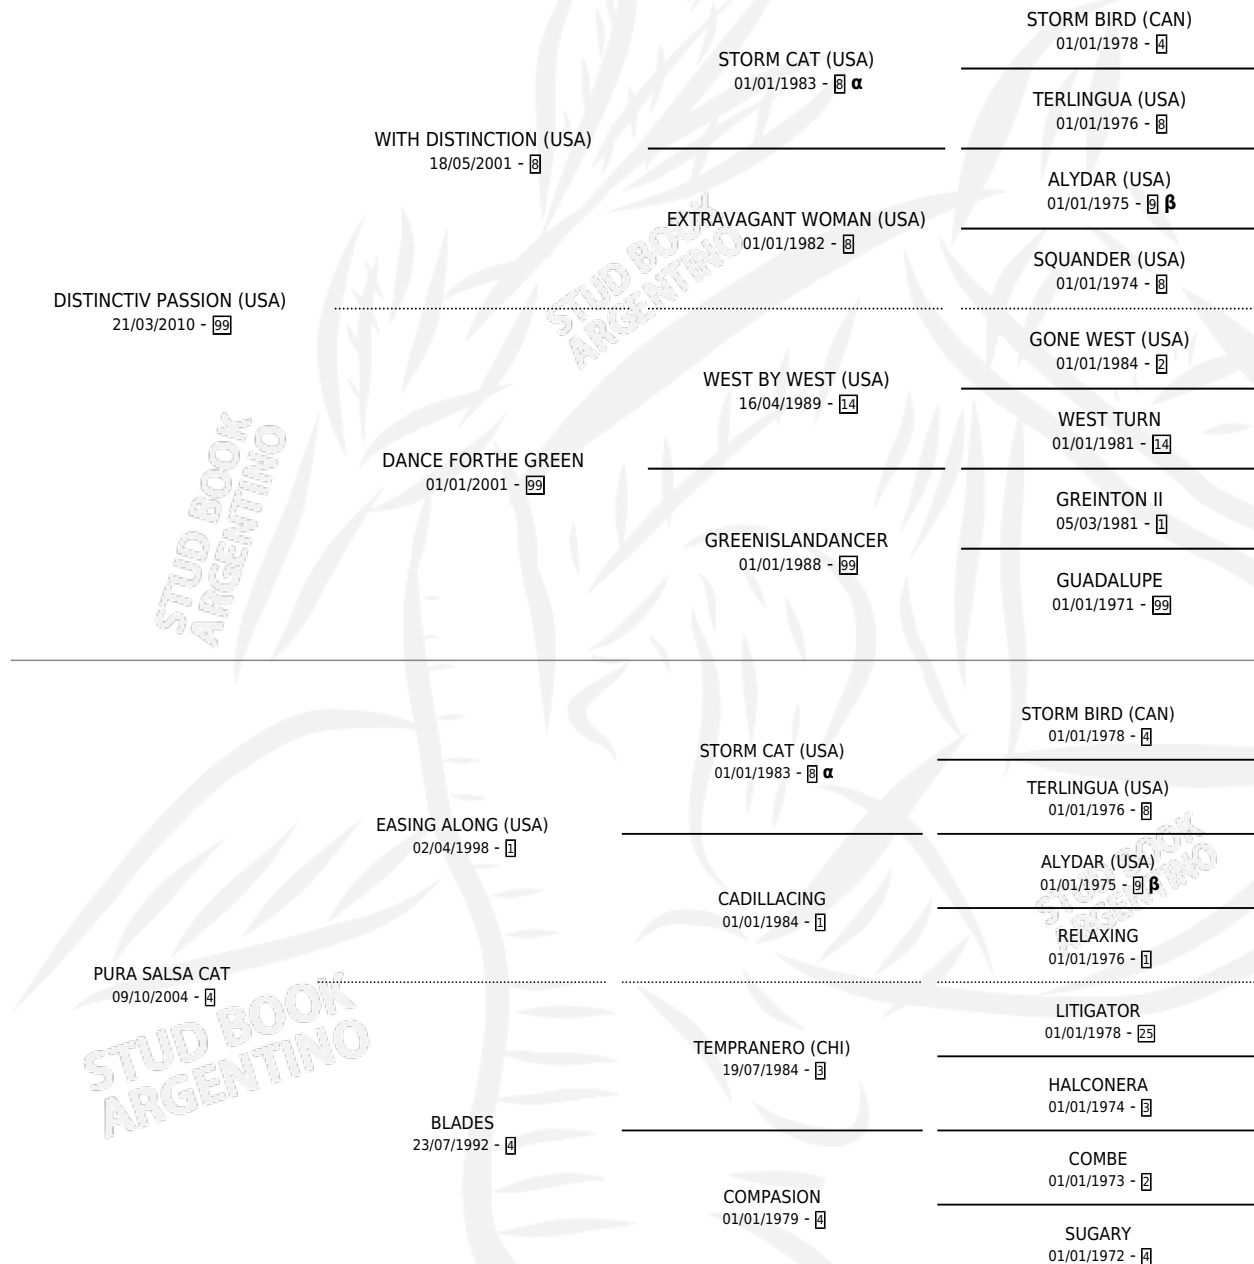 STORM BIRD (CAN)
01/01/1978 - 4
STORM CAT (USA)
01/01/1983 - 8 α
TERLINGUA (USA)
01/01/1976 - 8
WITH DISTINCTION (USA)
18/05/2001 - 8
ALYDAR (USA)
01/01/1975 - 9 β
EXTRAVAGANT WOMAN (USA)
01/01/1982 - 8
SQUANDER (USA)
01/01/1974 - 8
DISTINCTIV PASSION (USA)
21/03/2010 - 99
GONE WEST (USA)
01/01/1984 - 2
WEST BY WEST (USA)
16/04/1989 - 14
WEST TURN
01/01/1981 - 14
DANCE FORTHE GREEN
01/01/2001 - 99
GREINTON II
05/03/1981 - 1
GREENISLANDANCER
01/01/1988 - 99
GUADALUPE
01/01/1971 - 99
STORM BIRD (CAN)
01/01/1978 - 4
STORM CAT (USA)
01/01/1983 - 8 α
TERLINGUA (USA)
01/01/1976 - 8
EASING ALONG (USA)
02/04/1998 - 1
ALYDAR (USA)
01/01/1975 - 9 β
CADILLACING
01/01/1984 - 1
RELAXING
01/01/1976 - 1
PURA SALSA CAT
09/10/2004 - 4
LITIGATOR
01/01/1978 - 25
TEMPRANERO (CHI)
19/07/1984 - 3
HALCONERA
01/01/1974 - 3
BLADES
23/07/1992 - 4
COMBE
01/01/1973 - 2
COMPASION
01/01/1979 - 4
SUGARY
01/01/1972 - 4
STUD BOOK
ARGENTINO
STUD BOOK
ARGENTINO
STUD BOOK
ARGENTINO
STUD BOOK
ARGENTINO